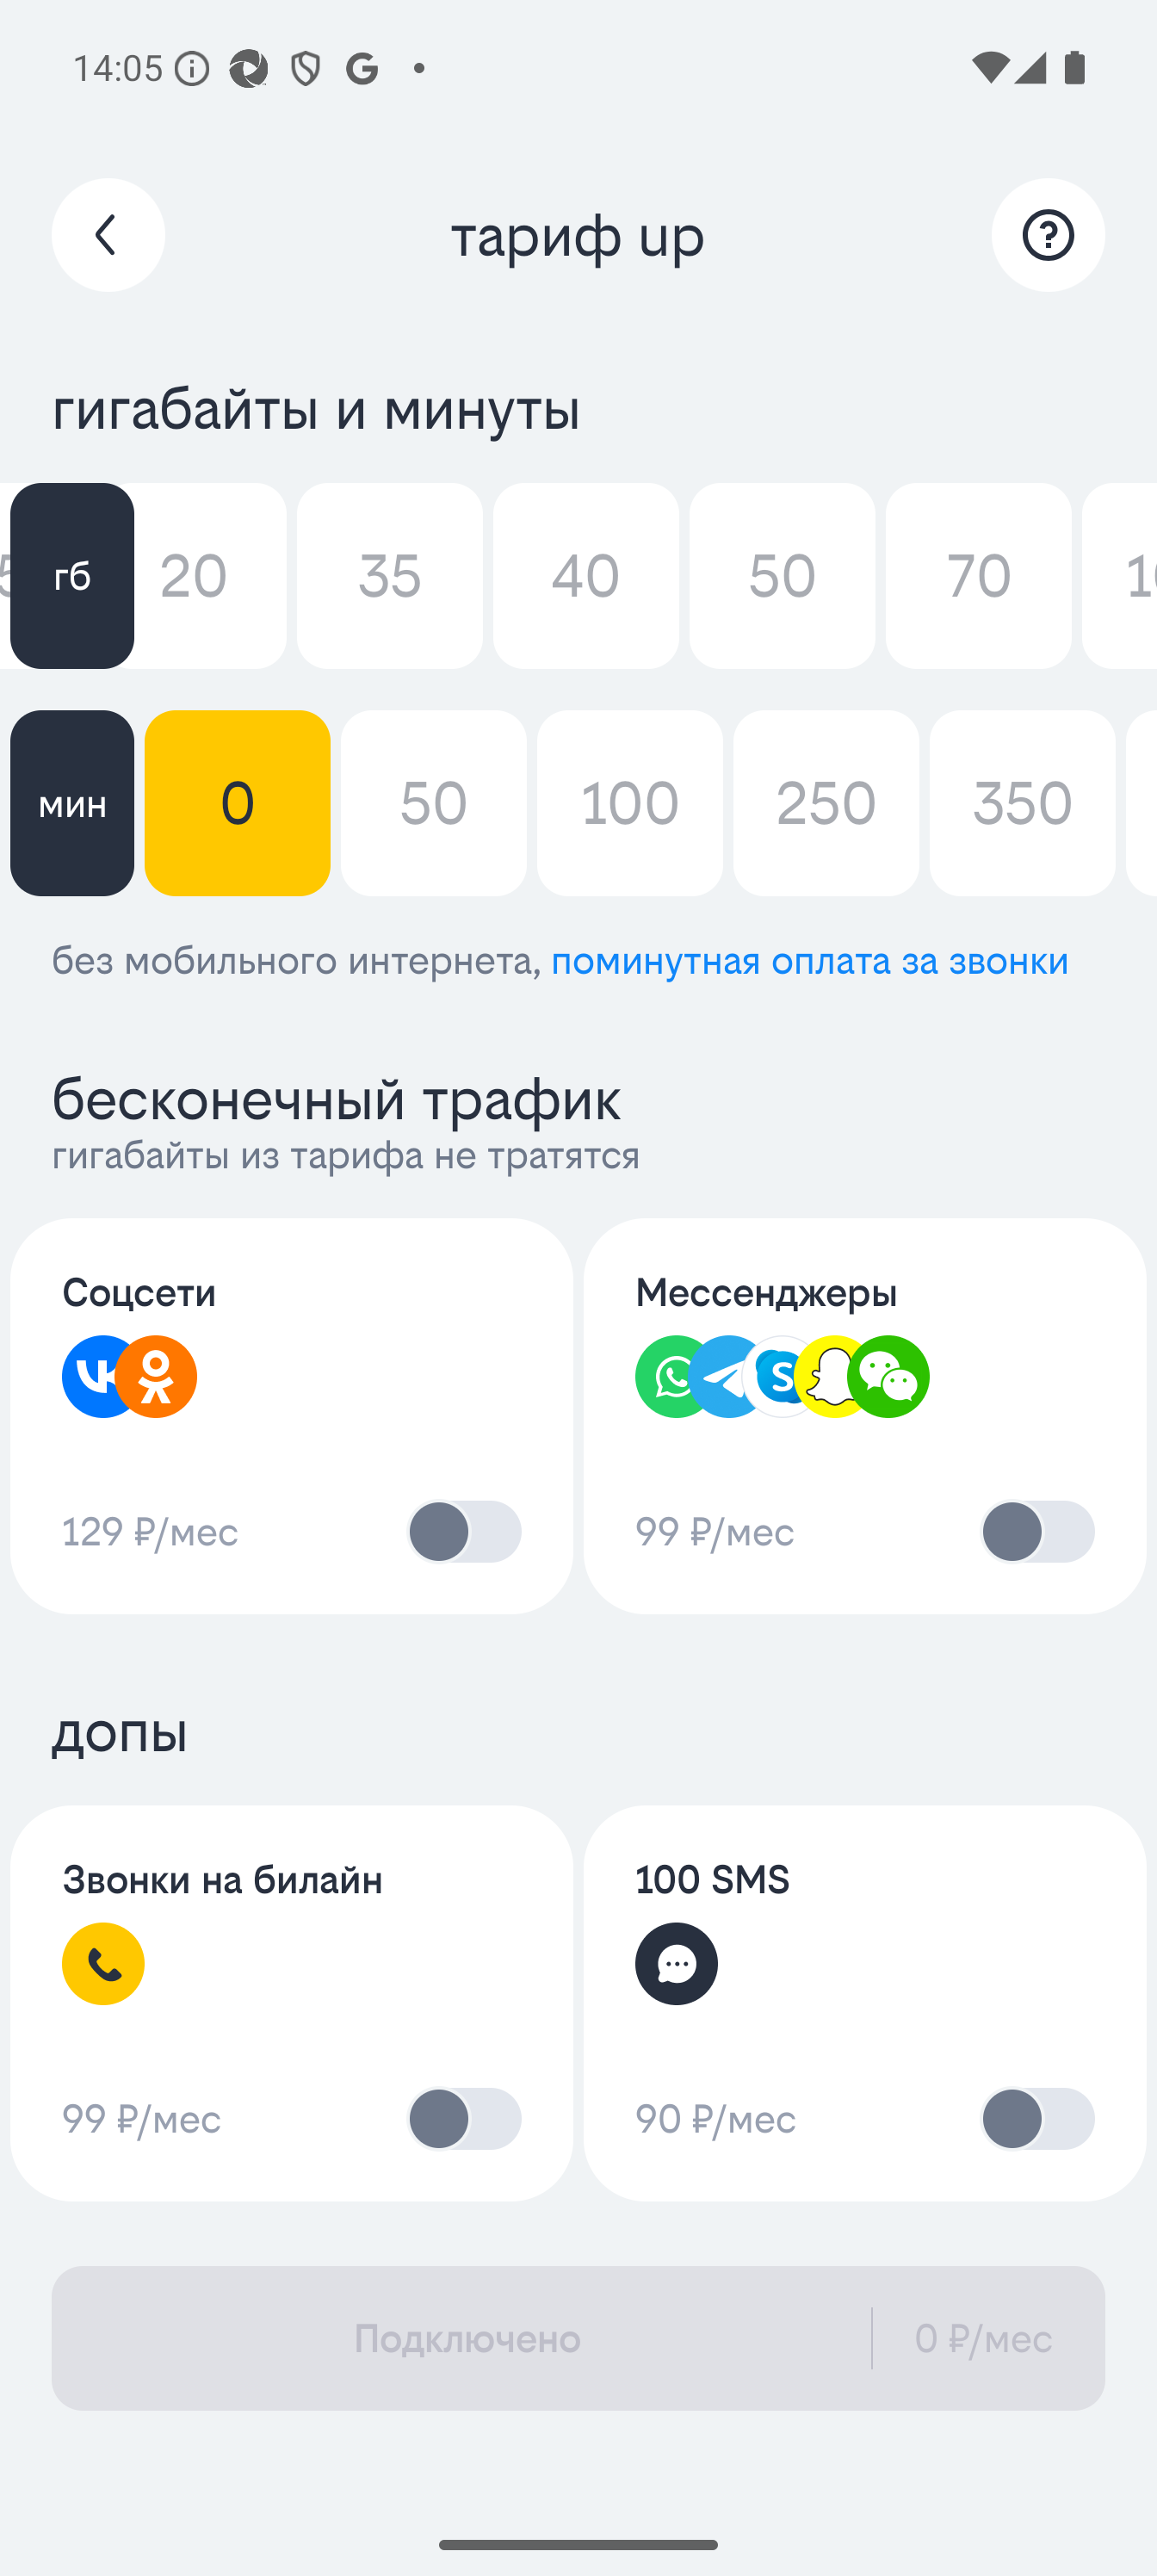 14:05
тариф up
гигабайты и минуты
гб 20 35 40 50 70
мин 0 50 100 250 350
без мобильного интернета, поминутная оплата за звонки
бесконечный трафик
гигабайты из тарифа не тратятся
Соцсети
129 ₽/мес
Мессенджеры
99 ₽/мес
допы
Звонки на билайн
99 ₽/мес
100 SMS
90 ₽/мес
Подключено 0 ₽/мес